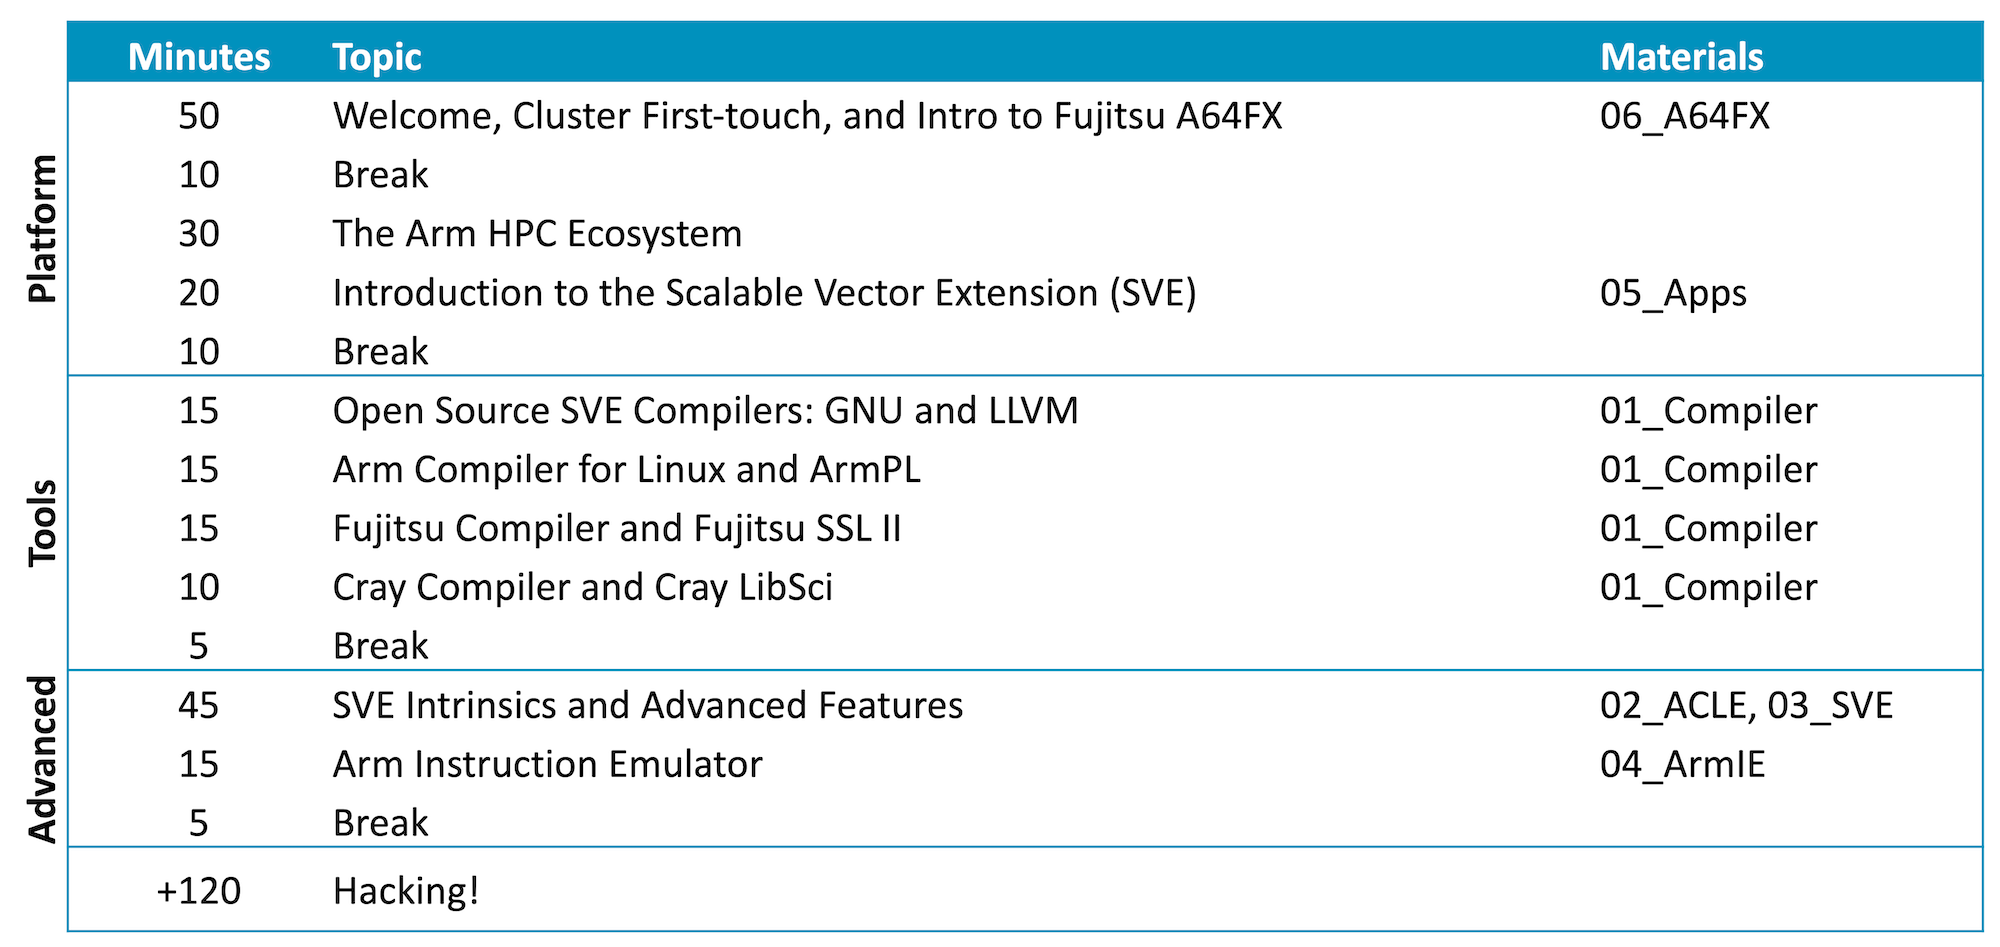 Minutes Topic Materials
Platform
50 Welcome, Cluster First-touch, and Intro to Fujitsu A64FX 06_A64FX
10 Break
30 The Arm HPC Ecosystem
20 Introduction to the Scalable Vector Extension (SVE) 05_Apps
10 Break
Tools
15 Open Source SVE Compilers: GNU and LLVM 01_Compiler
15 Arm Compiler for Linux and ArmPL 01_Compiler
15 Fujitsu Compiler and Fujitsu SSL II 01_Compiler
10 Cray Compiler and Cray LibSci 01_Compiler
5 Break
Advanced
45 SVE Intrinsics and Advanced Features 02_ACLE, 03_SVE
15 Arm Instruction Emulator 04_ArmIE
5 Break
+120 Hacking!